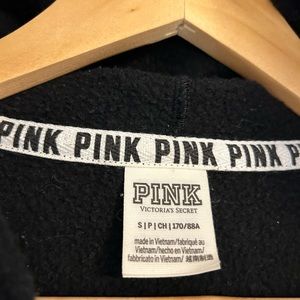 PINK PINK PINK PINK
PINK
VICTORIA'S SECRET
S | P | CH | 170/88A
made in Vietnam/fabriqué au
Vietnam/hecho en Vietnam/
fabbricato in Vietnam/